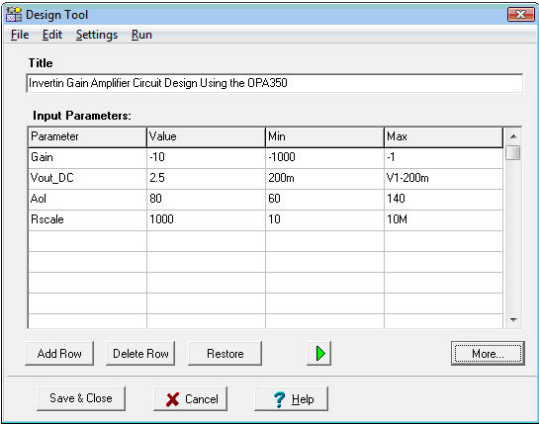 Design Tool
File Edit Settings Run
Title
Invertin Gain Amplifier Circuit Design Using the OPA350
Input Parameters:
Parameter Value Min Max
Gain -10 -1000 -1
Vout_DC 2.5 200m V1-200m
Aol 80 60 140
Rscale 1000 10 10M
Add Row Delete Row Restore More...
Save & Close Cancel ? Help